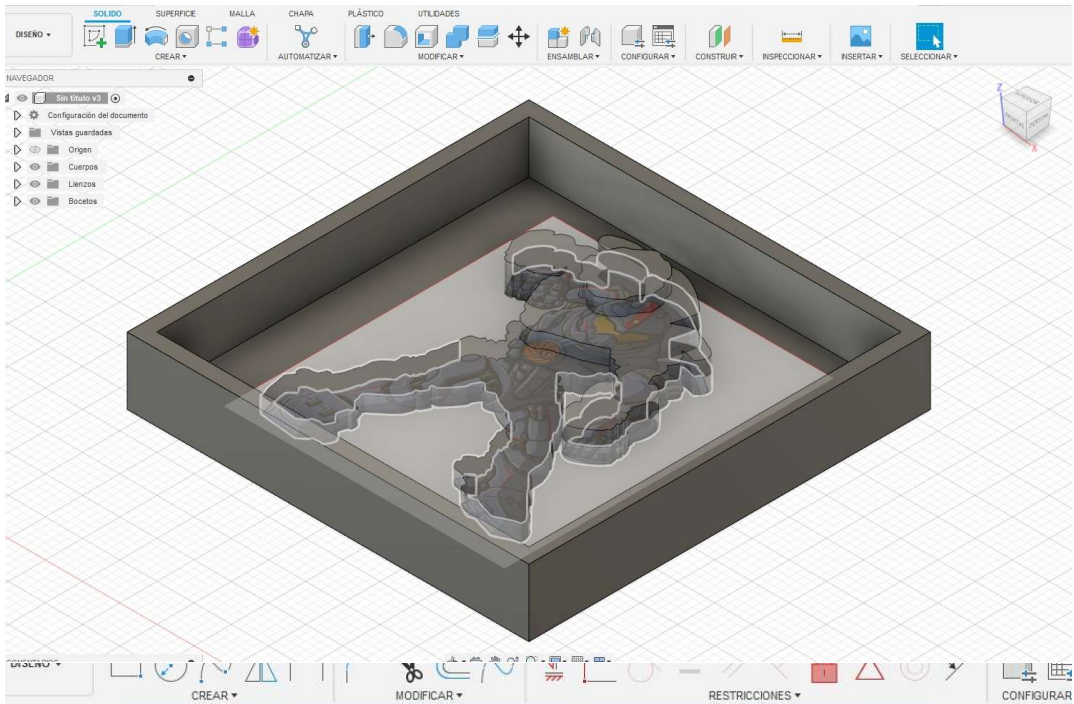 SOLIDO SUPERFICIE MALLA CHAPA PLÁSTICO UTILIDADES
DISEÑO
CREAR AUTOMATIZAR MODIFICAR ENSAMBLAR CONFIGURAR CONSTRUIR INSPECCIONAR INSERTAR SELECCIONAR
NAVEGADOR
Sin título v3
Configuración del documento
Vistas guardadas
Origen
Cuerpos
Lienzos
Bocetos
Z
X
CREAR MODIFICAR RESTRICCIONES CONFIGURAR